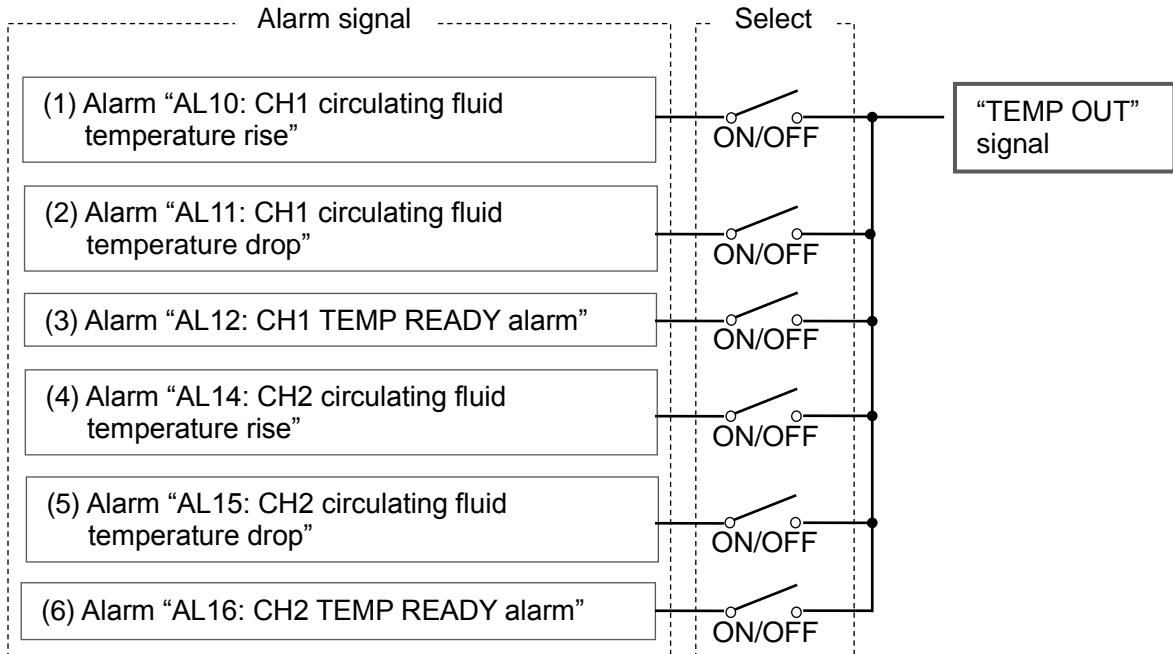 Alarm signal
Select
(1) Alarm “AL10: CH1 circulating fluid
temperature rise”
ON/OFF
“TEMP OUT”
signal
(2) Alarm “AL11: CH1 circulating fluid
temperature drop”
ON/OFF
(3) Alarm “AL12: CH1 TEMP READY alarm”
ON/OFF
(4) Alarm “AL14: CH2 circulating fluid
temperature rise”
ON/OFF
(5) Alarm “AL15: CH2 circulating fluid
temperature drop”
ON/OFF
(6) Alarm “AL16: CH2 TEMP READY alarm”
ON/OFF